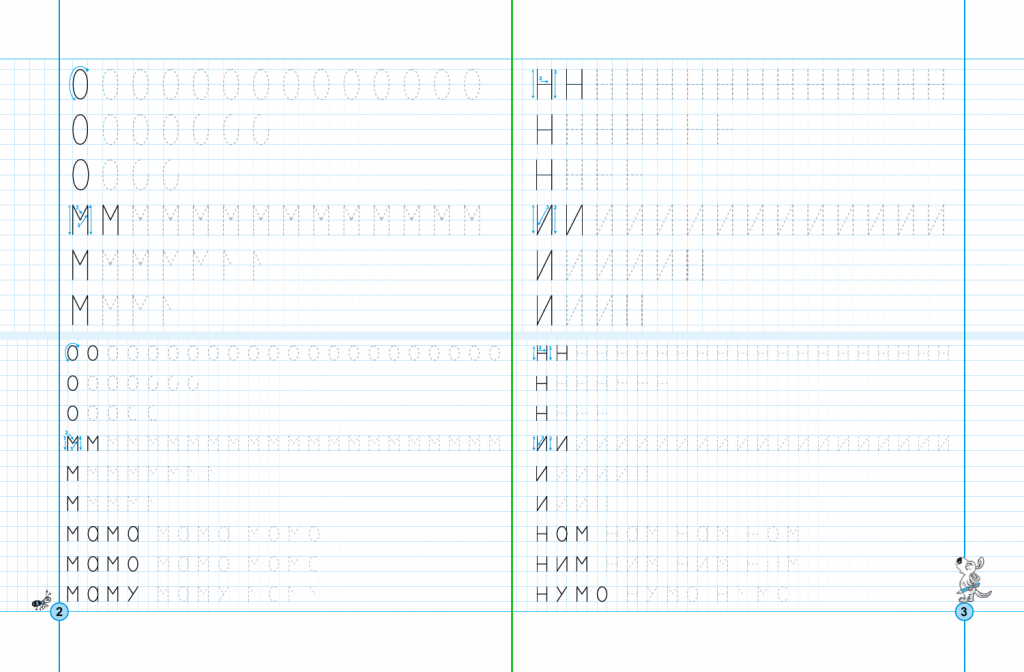 О О О О О О О О О О О О О О
О О О О
О О
М М М М М М М М М М М М М М
М М М
М М М
о о о о о о о о о о о о о о о о о о о о о о
о о о о
о о о
м м м м м м м м м м м м м м м м м м м м м м
м м м м
м м м
мама мама
мамо мамо
маму маму
2
Н Н Н Н Н Н Н Н Н Н Н Н Н Н
Н Н Н
Н Н
И И И И И И И И И И И И И И
И И И И И
И И И
н н н н н н н н н н н н н н н н н н н н н
н н н н
н н
и и и и и и и и и и и и и и и и и и и и и
и и и и и
и и и
нам нам нам
ним ним ним
нумо нумо
3